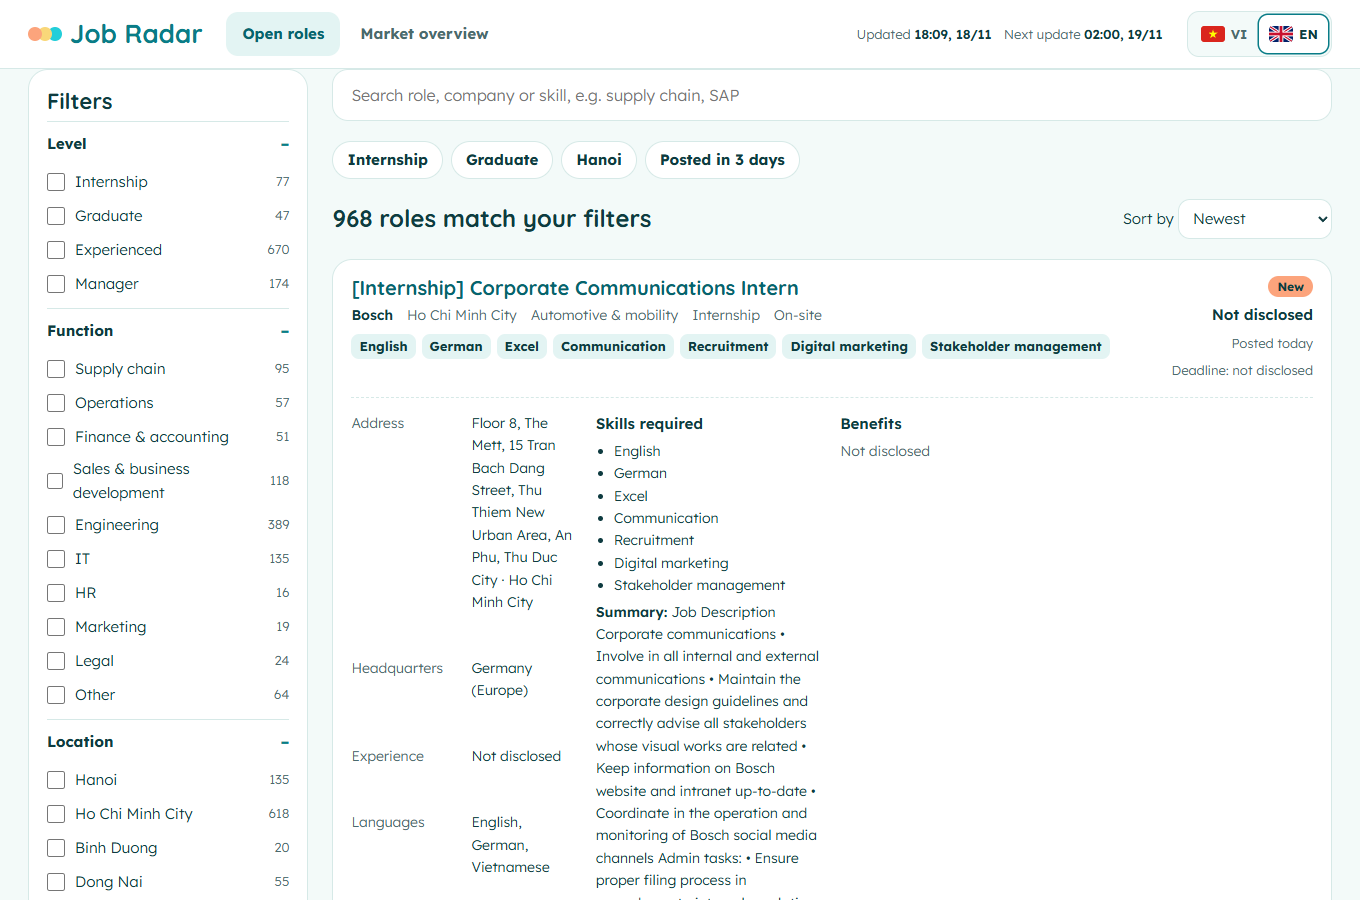 Job Radar
Open roles
Market overview
Updated 18:09, 18/11 Next update 02:00, 19/11
VI
EN
Filters
Level −
Internship 77
Graduate 47
Experienced 670
Manager 174
Function −
Supply chain 95
Operations 57
Finance & accounting 51
Sales & business
development 118
Engineering 389
IT 135
HR 16
Marketing 19
Legal 24
Other 64
Location −
Hanoi 135
Ho Chi Minh City 618
Binh Duong 20
Dong Nai 55
Search role, company or skill, e.g. supply chain, SAP
Internship
Graduate
Hanoi
Posted in 3 days
968 roles match your filters
Sort by Newest
[Internship] Corporate Communications Intern
Bosch Ho Chi Minh City Automotive & mobility Internship On-site
English German Excel Communication Recruitment Digital marketing Stakeholder management
New
Not disclosed
Posted today
Deadline: not disclosed
Address
Floor 8, The
Mett, 15 Tran
Bach Dang
Street, Thu
Thiem New
Urban Area, An
Phu, Thu Duc
City · Ho Chi
Minh City
Headquarters
Germany
(Europe)
Experience
Not disclosed
Languages
English,
German,
Vietnamese
Skills required
• English
• German
• Excel
• Communication
• Recruitment
• Digital marketing
• Stakeholder management
Summary: Job Description
Corporate communications •
Involve in all internal and external
communications • Maintain the
corporate design guidelines and
correctly advise all stakeholders
whose visual works are related •
Keep information on Bosch
website and intranet up-to-date •
Coordinate in the operation and
monitoring of Bosch social media
channels Admin tasks: • Ensure
proper filing process in
Benefits
Not disclosed